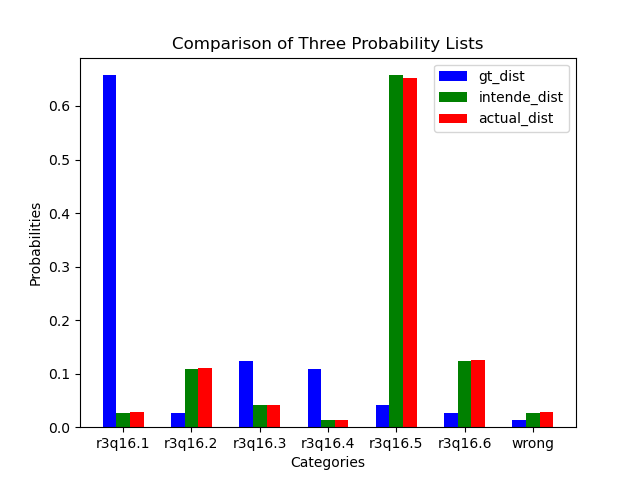 Comparison of Three Probability Lists
gt_dist
intende_dist
actual_dist
Probabilities
0.6
0.5
0.4
0.3
0.2
0.1
0.0
r3q16.1 r3q16.2 r3q16.3 r3q16.4 r3q16.5 r3q16.6 wrong
Categories